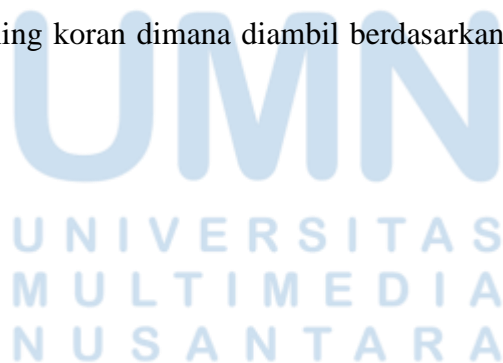 ing koran dimana diambil berdasarkan
UMN
UNIVERSITAS
MULTIMEDIA
NUSANTARA